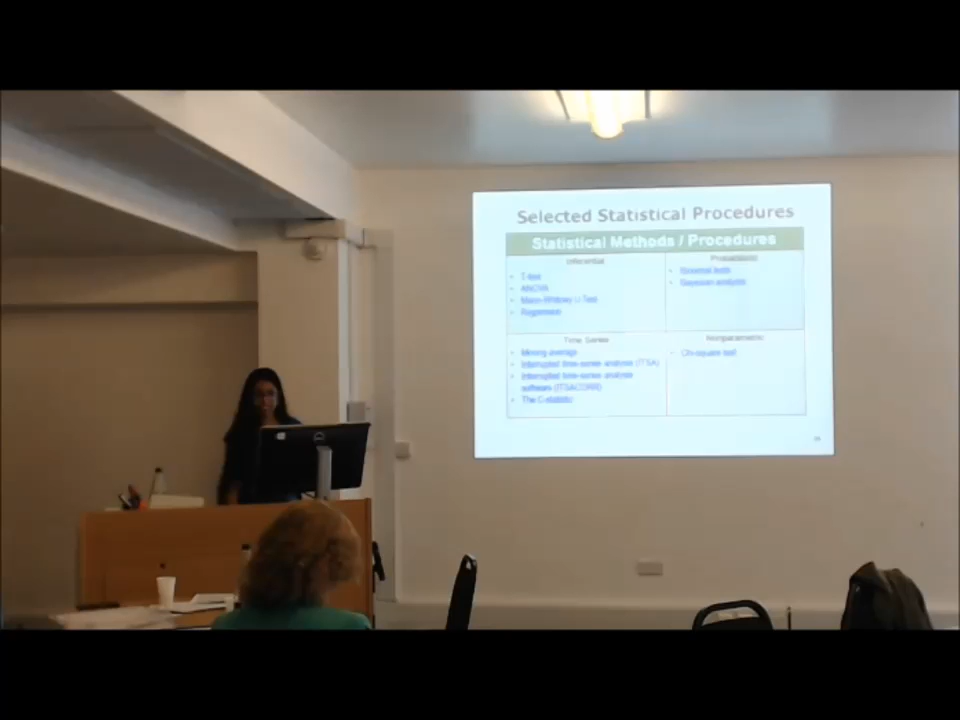 Selected Statistical Procedures
Statistical Methods / Procedures
Inferential
• T-test
• ANOVA
• Mann-Whitney U Test
• Regression
Probabilistic
• Binomial tests
• Bayesian analysis
Time Series
• Moving average
• Interrupted time-series analysis (ITSA)
• Interrupted time-series analysis
software (ITSACORR)
• The C-statistic
Nonparametric
• Chi-square test